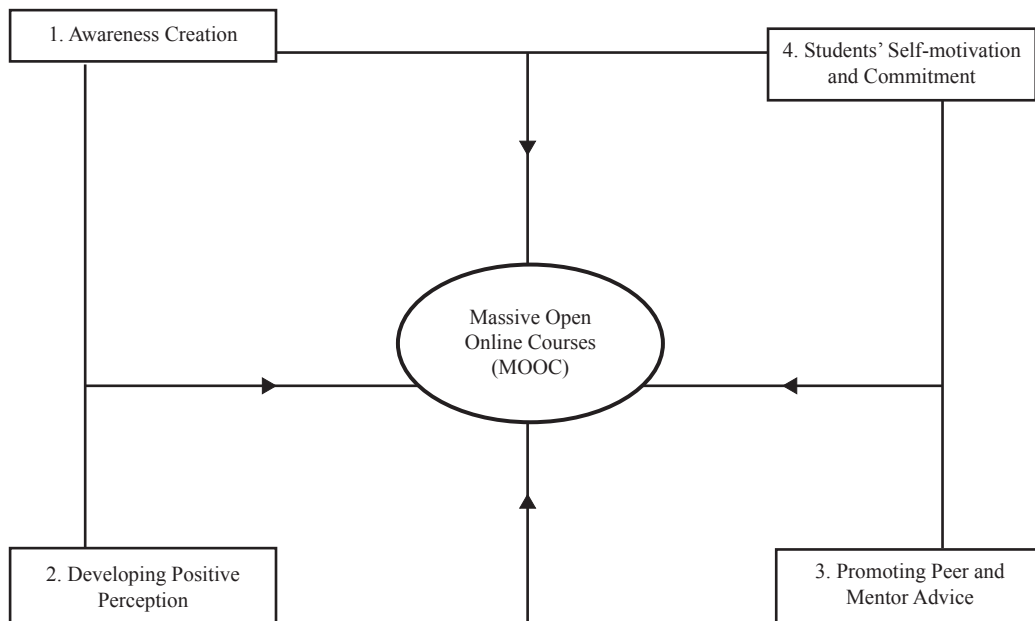 1. Awareness Creation
4. Students’ Self-motivation
and Commitment
Massive Open
Online Courses
(MOOC)
2. Developing Positive
Perception
3. Promoting Peer and
Mentor Advice